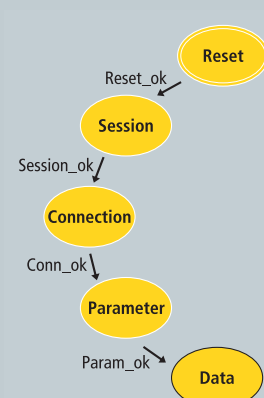 Reset
Reset_ok
Session
Session_ok
Connection
Conn_ok
Parameter
Param_ok
Data